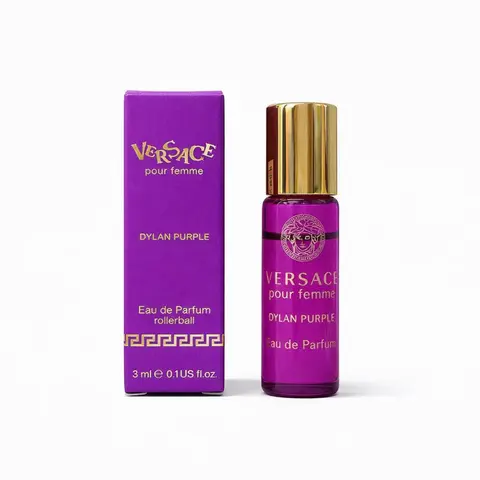 VERSACE
pour femme
DYLAN PURPLE
Eau de Parfum
rollerball
3 ml ℮ 0.1US fl.oz.
VERSACE
pour femme
DYLAN PURPLE
Eau de Parfum